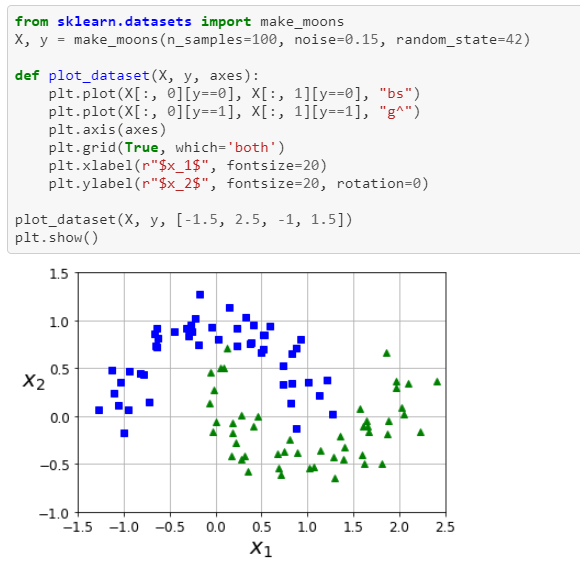 from sklearn.datasets import make_moons
X, y = make_moons(n_samples=100, noise=0.15, random_state=42)

def plot_dataset(X, y, axes):
    plt.plot(X[:, 0][y==0], X[:, 1][y==0], "bs")
    plt.plot(X[:, 0][y==1], X[:, 1][y==1], "g^")
    plt.axis(axes)
    plt.grid(True, which='both')
    plt.xlabel(r"$x_1$", fontsize=20)
    plt.ylabel(r"$x_2$", fontsize=20, rotation=0)

plot_dataset(X, y, [-1.5, 2.5, -1, 1.5])
plt.show()
1.5
1.0
0.5
x2
0.0
−0.5
−1.0
−1.5 −1.0 −0.5 0.0 0.5 1.0 1.5 2.0 2.5
x1